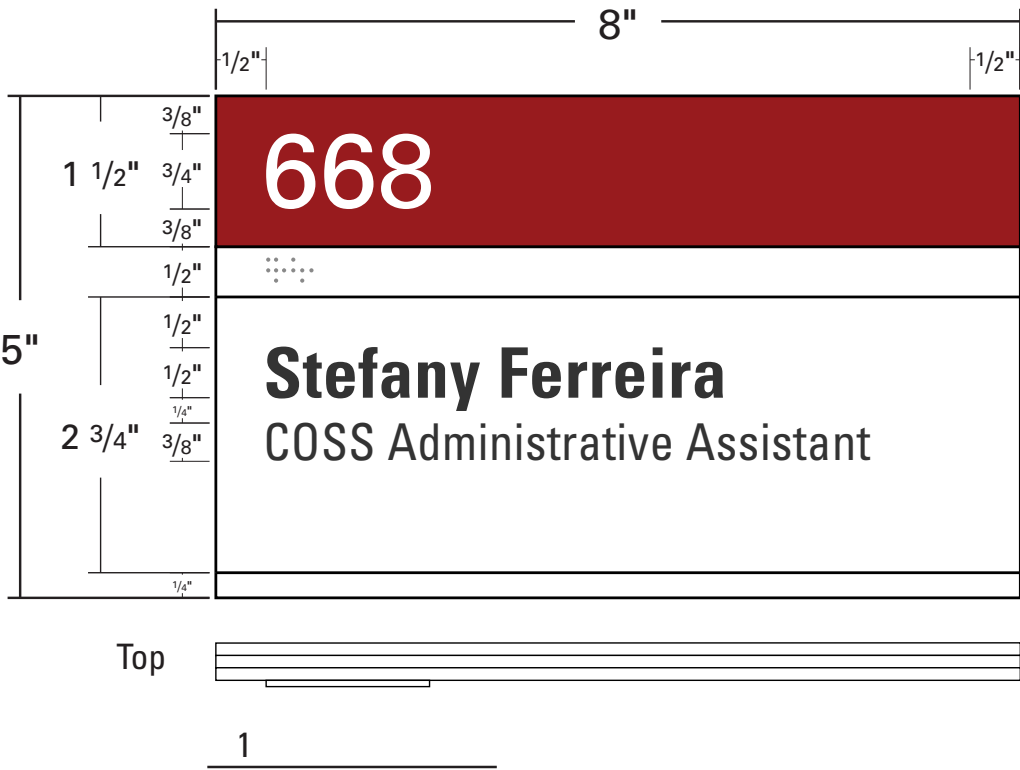 8"
1/2" 1/2"
3/8"
668
1 1/2" 3/4"
3/8"
1/2"
1/2"
5"
Stefany Ferreira
1/2"
1/4"
2 3/4" 3/8"
COSS Administrative Assistant
1/4"
Top
1